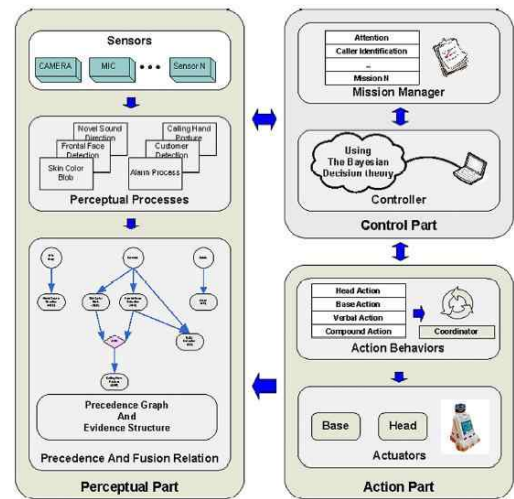 Sensors
CAMERA
MIC
Sensor N
Novel Sound
Direction
Frontal Face
Detection
Skin Color
Blob
Calling Hand
Posture
Customer
Detection
Alarm Process
Perceptual Processes
Precedence Graph
And
Evidence Structure
Precedence And Fusion Relation
Perceptual Part
Attention
Caller Identification
...
Mission N
Mission Manager
Using
The Bayesian
Decision theory
Controller
Control Part
Head Action
Base Action
Verbal Action
Compound Action
Coordinator
Action Behaviors
Base
Head
Actuators
Action Part